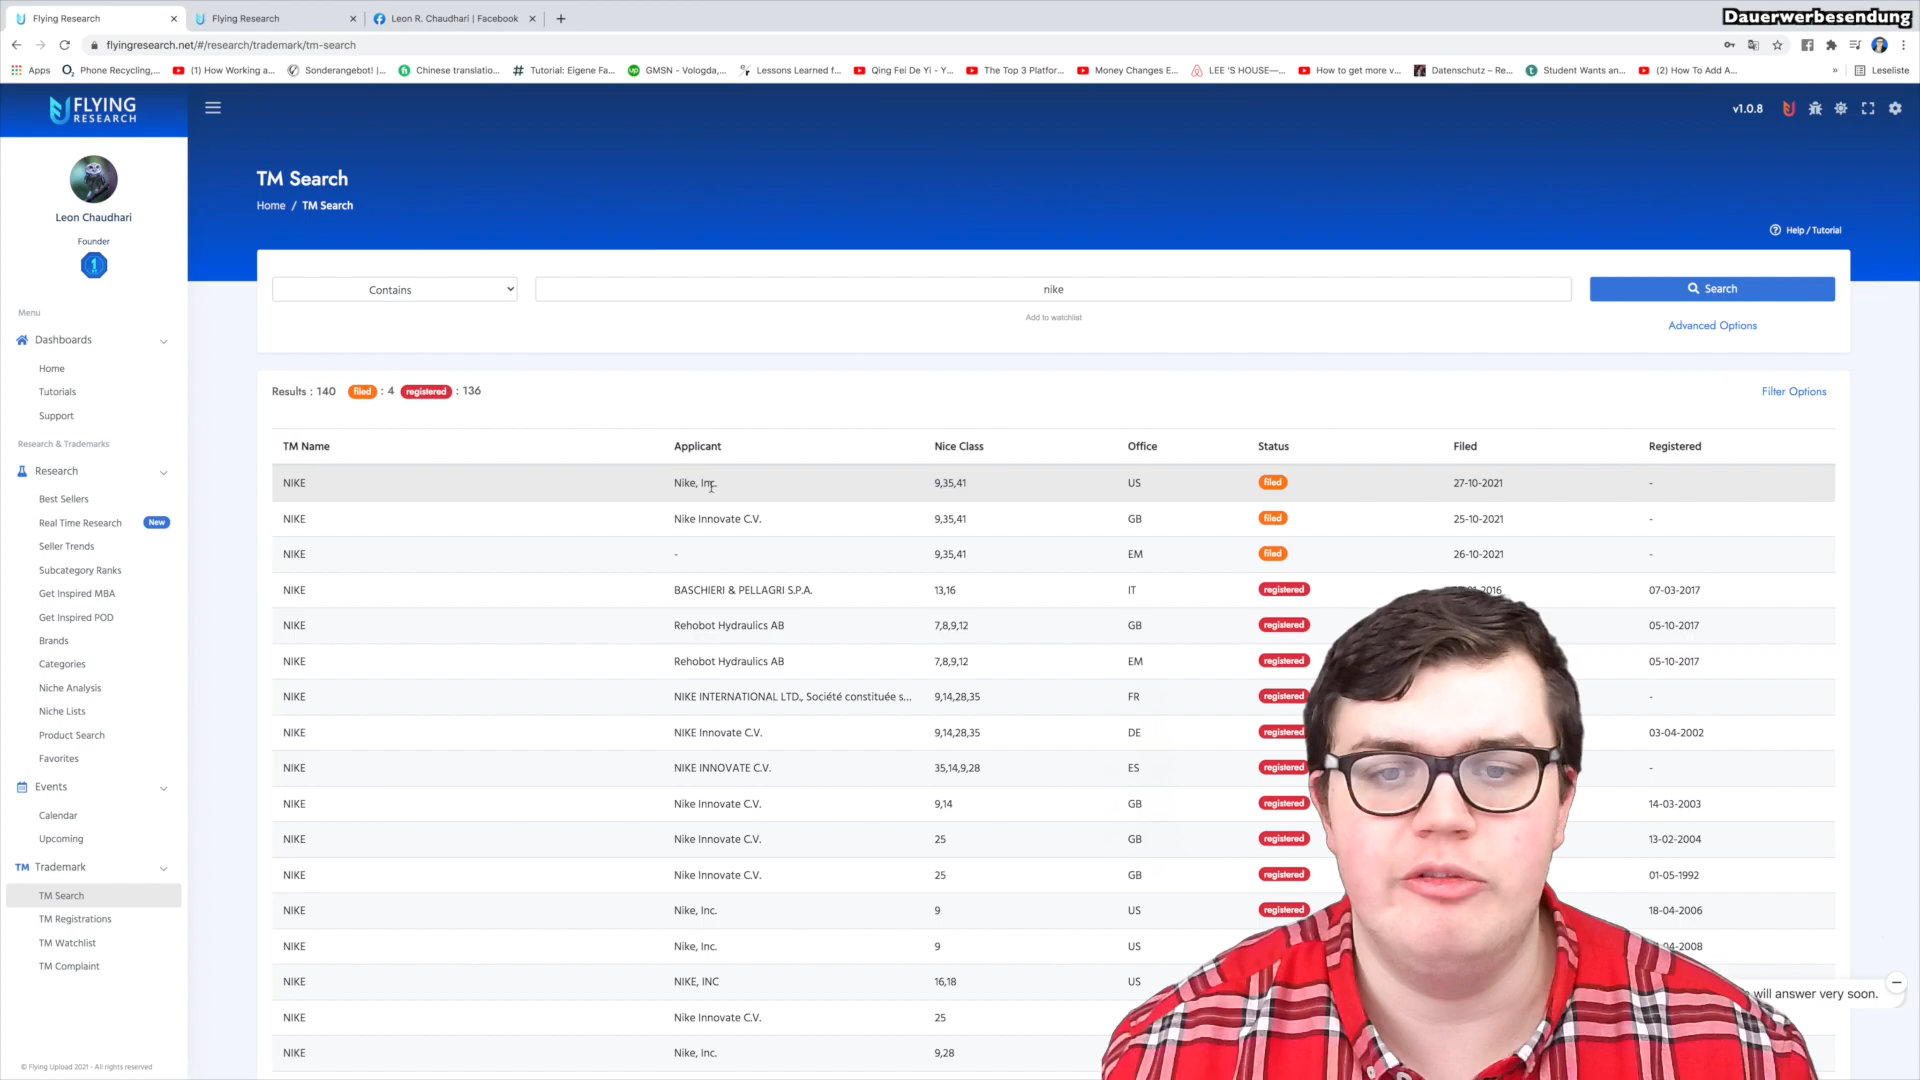 Flying Research
Flying Research
Leon R. Chaudhari | Facebook
Dauerwerbesendung
flyingresearch.net/#/research/trademark/tm-search
Apps
Phone Recycling,...
(1) How Working a...
Sonderangebot! |...
Chinese translatio...
Tutorial: Eigene Fa...
GMSN - Vologda,...
Lessons Learned f...
Qing Fei De Yi - Y...
The Top 3 Platfor...
Money Changes E...
LEE 'S HOUSE—...
How to get more v...
Datenschutz – Re...
Student Wants an...
(2) How To Add A...
»
Leseliste
FLYING
RESEARCH
v1.0.8
Leon Chaudhari
Founder
1
TM Search
Home / TM Search
Help / Tutorial
Contains
nike
Search
Add to watchlist
Advanced Options
Menu
Dashboards
Home
Tutorials
Support
Research & Trademarks
Research
Best Sellers
Real Time Research New
Seller Trends
Subcategory Ranks
Get Inspired MBA
Get Inspired POD
Brands
Categories
Niche Analysis
Niche Lists
Product Search
Favorites
Events
Calendar
Upcoming
TM Trademark
TM Search
TM Registrations
TM Watchlist
TM Complaint
© Flying Upload 2021 - All rights reserved
Results : 140 filed : 4 registered : 136
Filter Options
TM Name Applicant Nice Class Office Status Filed Registered
NIKE Nike, Inc. 9,35,41 US filed 27-10-2021 -
NIKE Nike Innovate C.V. 9,35,41 GB filed 25-10-2021 -
NIKE - 9,35,41 EM filed 26-10-2021 -
NIKE BASCHIERI & PELLAGRI S.P.A. 13,16 IT registered 2016 07-03-2017
NIKE Rehobot Hydraulics AB 7,8,9,12 GB registered 05-10-2017
NIKE Rehobot Hydraulics AB 7,8,9,12 EM registered 05-10-2017
NIKE NIKE INTERNATIONAL LTD., Société constituée s... 9,14,28,35 FR registered -
NIKE NIKE Innovate C.V. 9,14,28,35 DE registered 03-04-2002
NIKE NIKE INNOVATE C.V. 35,14,9,28 ES registered -
NIKE Nike Innovate C.V. 9,14 GB registered 14-03-2003
NIKE Nike Innovate C.V. 25 GB registered 13-02-2004
NIKE Nike Innovate C.V. 25 GB registered 01-05-1992
NIKE Nike, Inc. 9 US registered 18-04-2006
NIKE Nike, Inc. 9 US 04-2008
NIKE NIKE, INC 16,18 US
NIKE Nike Innovate C.V. 25
NIKE Nike, Inc. 9,28
will answer very soon.